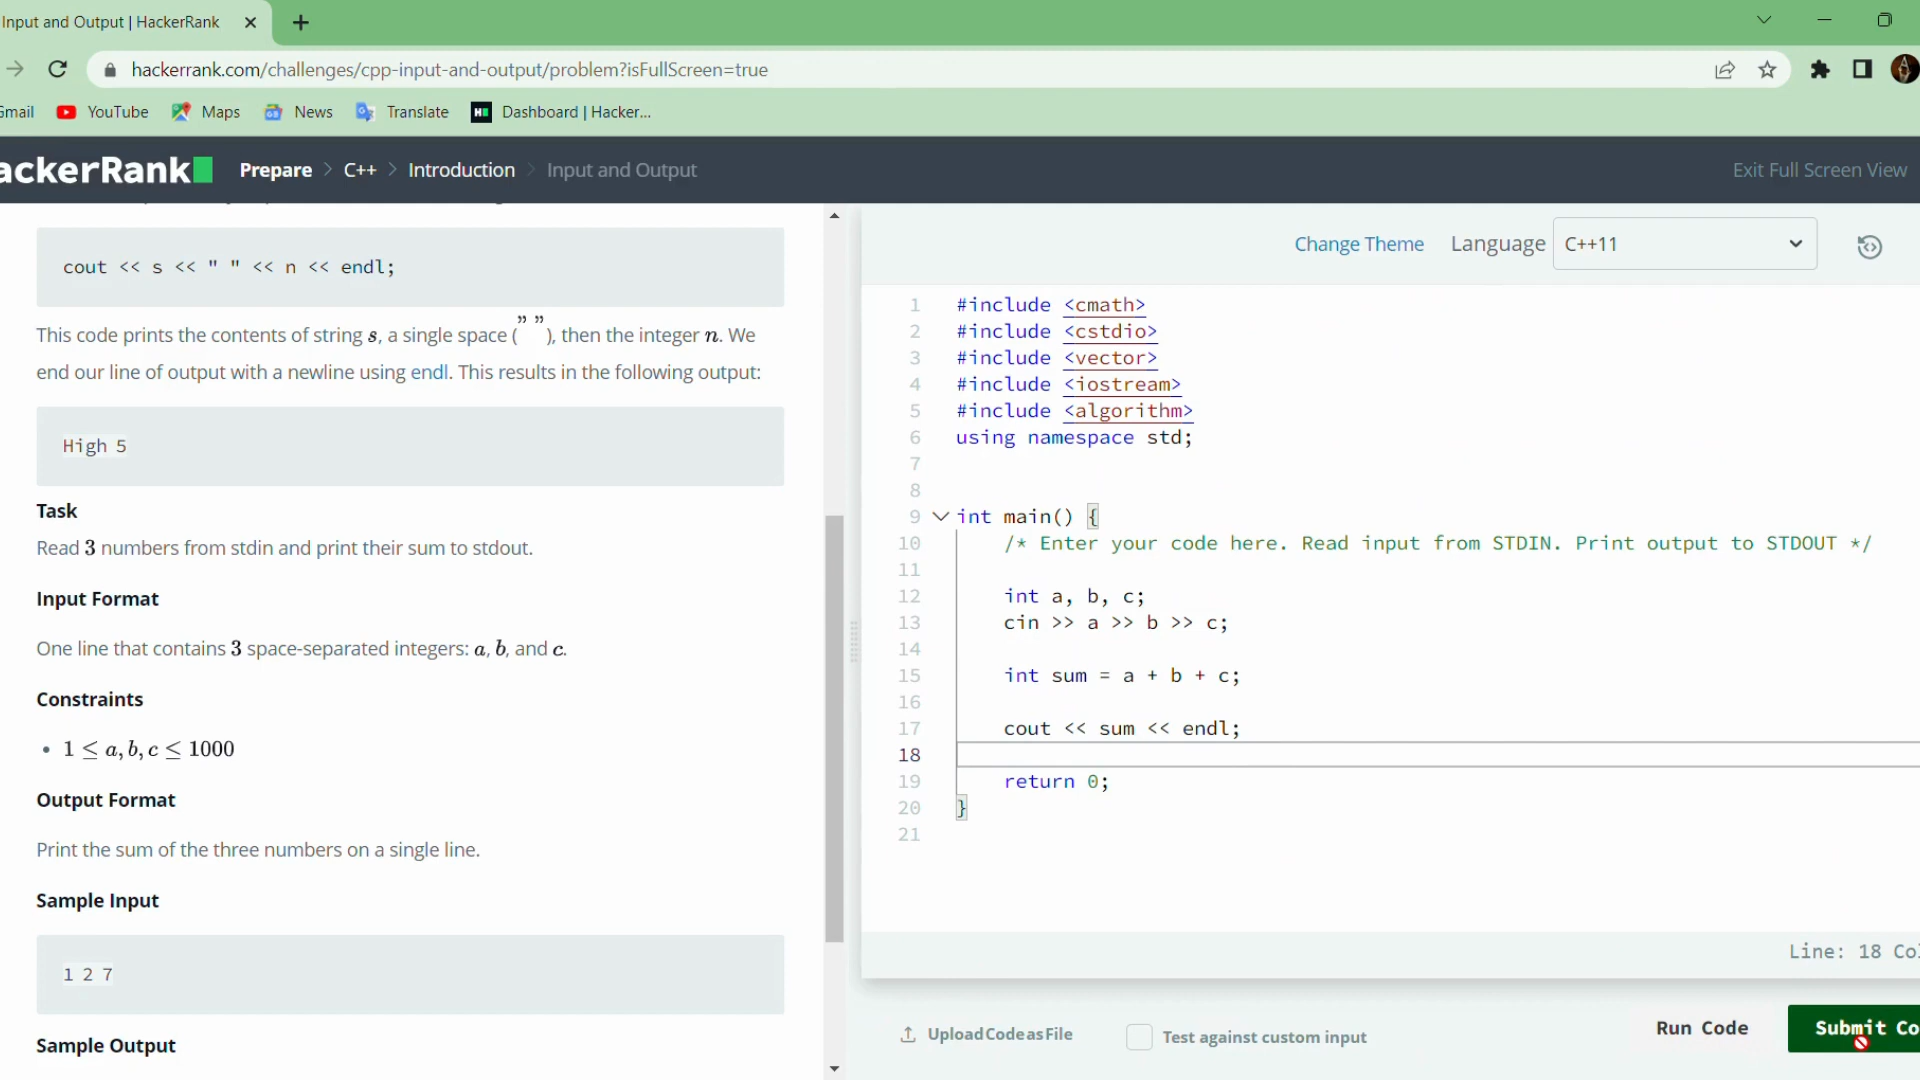 Input and Output | HackerRank
hackerrank.com/challenges/cpp-input-and-output/problem?isFullScreen=true
Gmail YouTube Maps News Translate Dashboard | Hacker...
ackerRank Prepare > C++ > Introduction > Input and Output Exit Full Screen View
cout << s << " " << n << endl;
This code prints the contents of string s, a single space (" "), then the integer n. We
end our line of output with a newline using endl. This results in the following output:
High 5
Task
Read 3 numbers from stdin and print their sum to stdout.
Input Format
One line that contains 3 space-separated integers: a, b, and c.
Constraints
• 1 ≤ a, b, c ≤ 1000
Output Format
Print the sum of the three numbers on a single line.
Sample Input
1 2 7
Sample Output
Change Theme Language C++11
1 #include <cmath>
2 #include <cstdio>
3 #include <vector>
4 #include <iostream>
5 #include <algorithm>
6 using namespace std;
7
8
9 int main() {
10 /* Enter your code here. Read input from STDIN. Print output to STDOUT */
11
12 int a, b, c;
13 cin >> a >> b >> c;
14
15 int sum = a + b + c;
16
17 cout << sum << endl;
18
19 return 0;
20 }
21
Line: 18 Col
Upload Code as File Test against custom input Run Code Submit Co